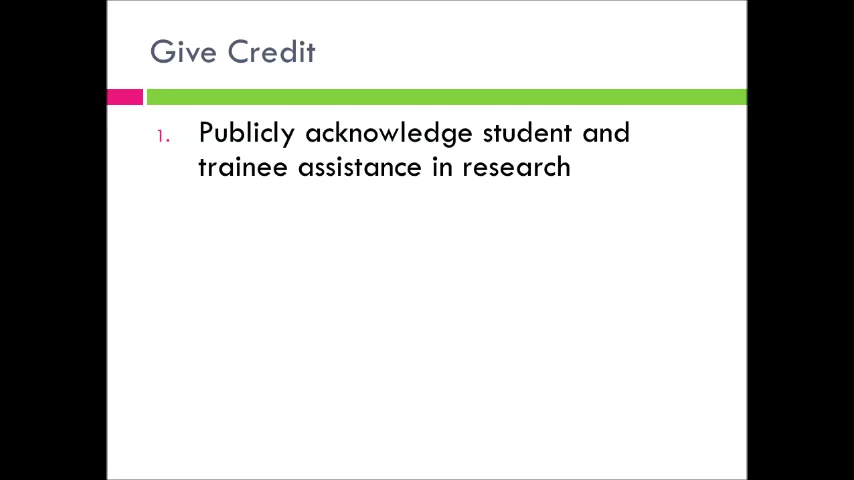 Give Credit
1. Publicly acknowledge student and
trainee assistance in research